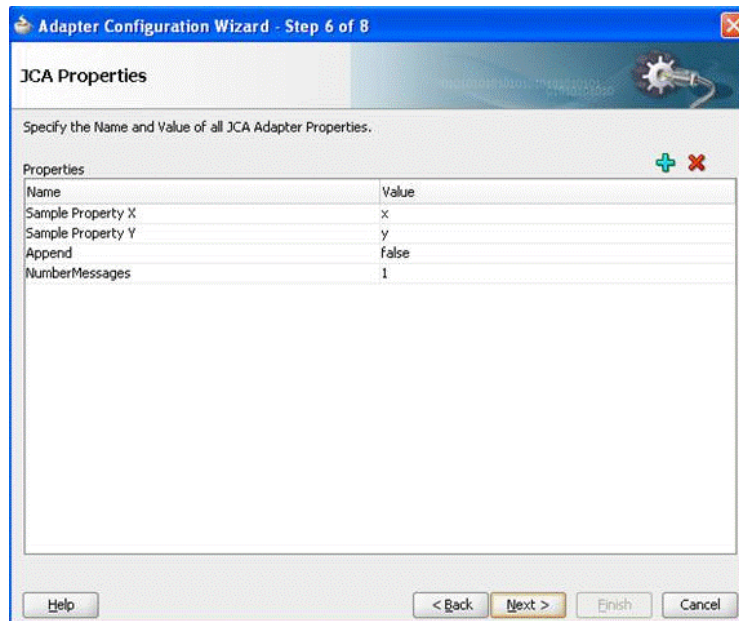 Adapter Configuration Wizard - Step 6 of 8
JCA Properties
Specify the Name and Value of all JCA Adapter Properties.
Properties
Name Value
Sample Property X x
Sample Property Y y
Append false
NumberMessages 1
Help < Back Next > Finish Cancel